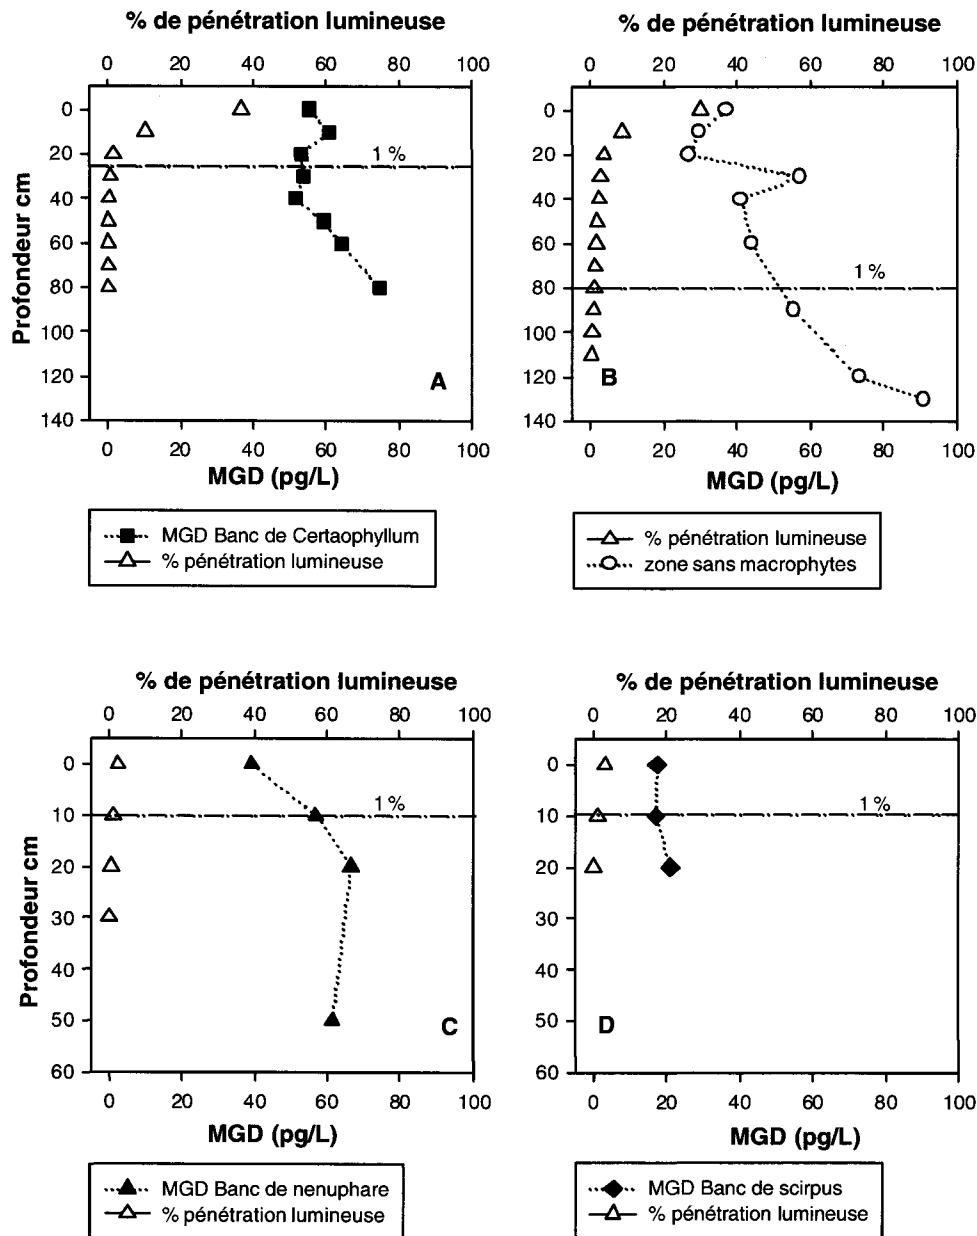 % de pénétration lumineuse
0 20 40 60 80 100
Profondeur cm
0
20
40
60
80
100
120
140
1 %
A
0 20 40 60 80 100
MGD (pg/L)
MGD Banc de Certaophyllum
% pénétration lumineuse
% de pénétration lumineuse
0 20 40 60 80 100
0
20
40
60
80
100
120
140
1 %
B
0 20 40 60 80 100
MGD (pg/L)
% pénétration lumineuse
zone sans macrophytes
% de pénétration lumineuse
0 20 40 60 80 100
Profondeur cm
0
10
20
30
40
50
60
1 %
C
0 20 40 60 80 100
MGD (pg/L)
MGD Banc de nenuphare
% pénétration lumineuse
% de pénétration lumineuse
0 20 40 60 80 100
0
10
20
30
40
50
60
1 %
D
0 20 40 60 80 100
MGD (pg/L)
MGD Banc de scirpus
% pénétration lumineuse